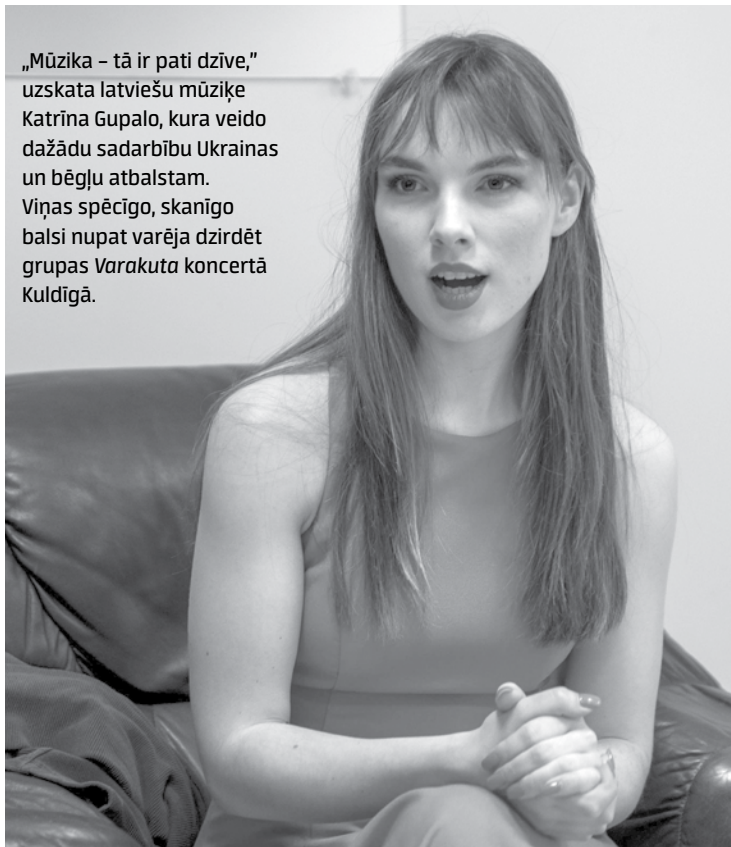 „Mūzika – tā ir pati dzīve,”
uzskata latviešu mūziķe
Katrīna Gupalo, kura veido
dažādu sadarbību Ukrainas
un bēgļu atbalstam.
Viņas spēcīgo, skanīgo
balsi nupat varēja dzirdēt
grupas Varakuta koncertā
Kuldīgā.